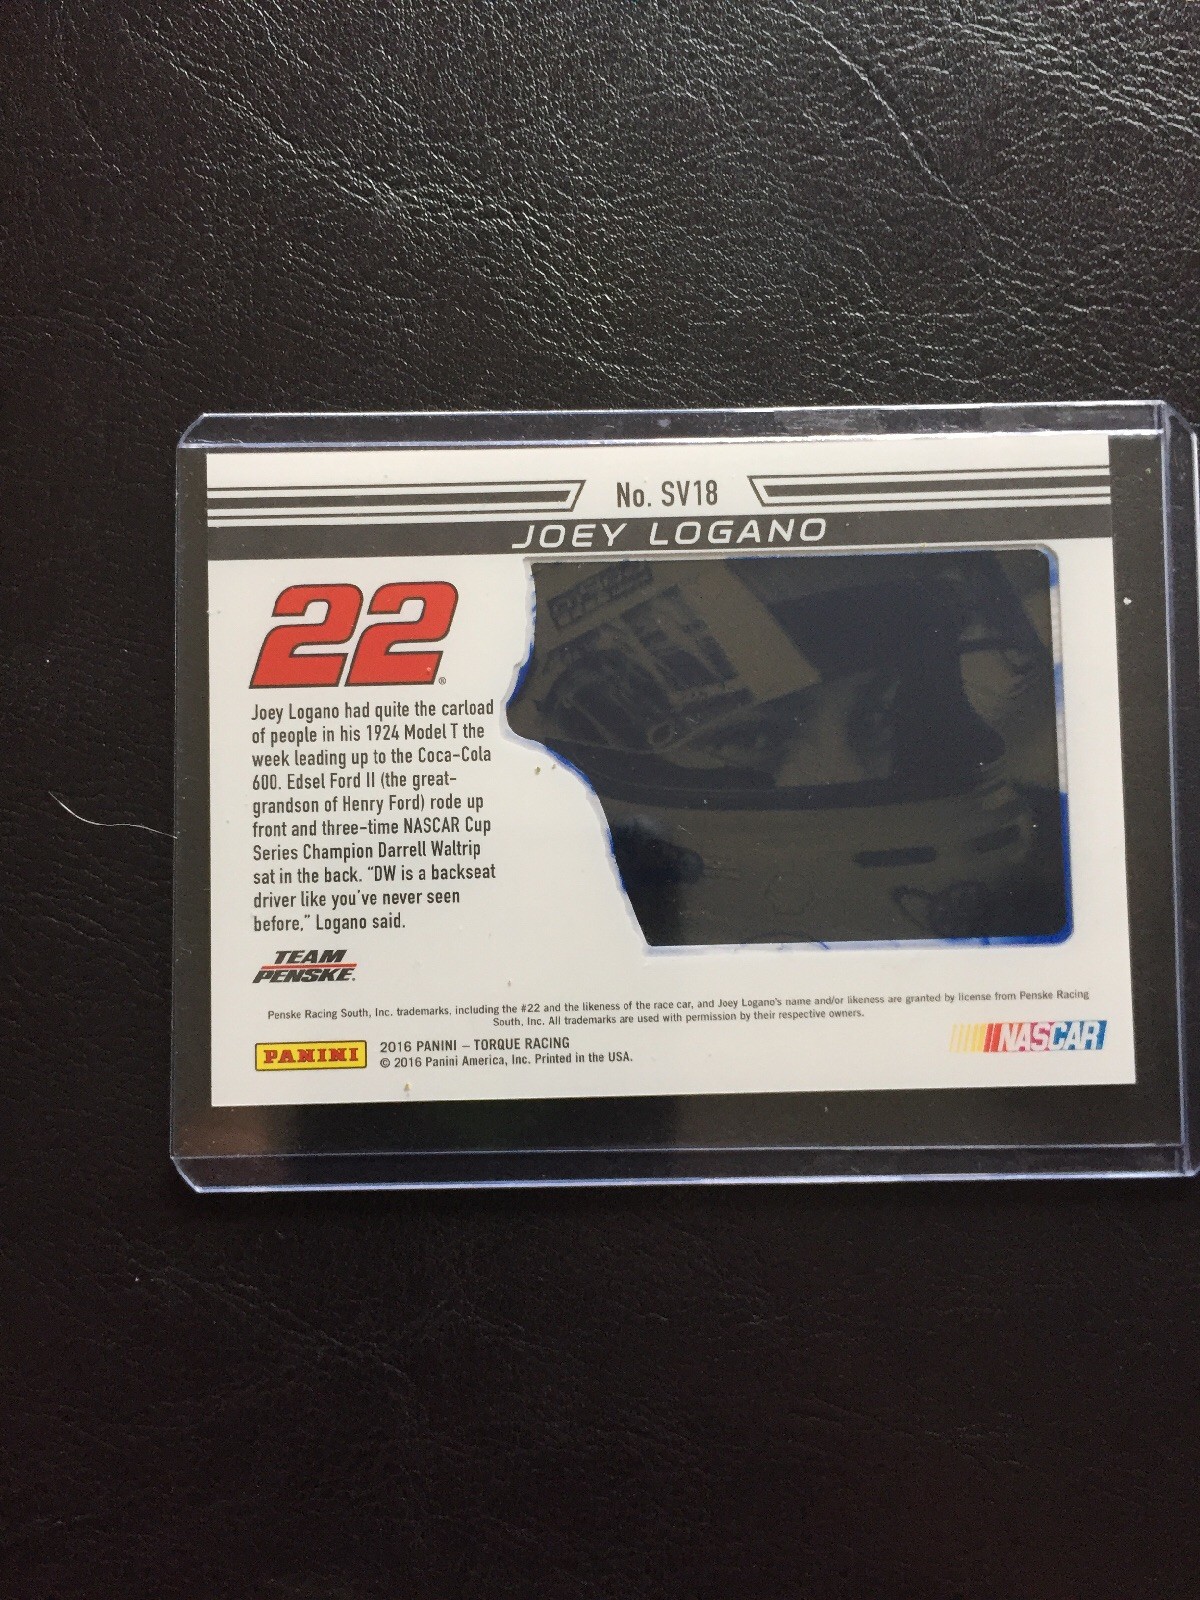 No. SV18
JOEY LOGANO
22®
Joey Logano had quite the carload
of people in his 1924 Model T the
week leading up to the Coca-Cola
600. Edsel Ford II (the great-
grandson of Henry Ford) rode up
front and three-time NASCAR Cup
Series Champion Darrell Waltrip
sat in the back. "DW is a backseat
driver like you've never seen
before," Logano said.
TEAM
PENSKE.
Penske Racing South, Inc. trademarks, including the #22 and the likeness of the race car, and Joey Logano's name and/or likeness are granted by license from Penske Racing
South, Inc. All trademarks are used with permission by their respective owners.
PANINI
2016 PANINI – TORQUE RACING
© 2016 Panini America, Inc. Printed in the USA.
NASCAR